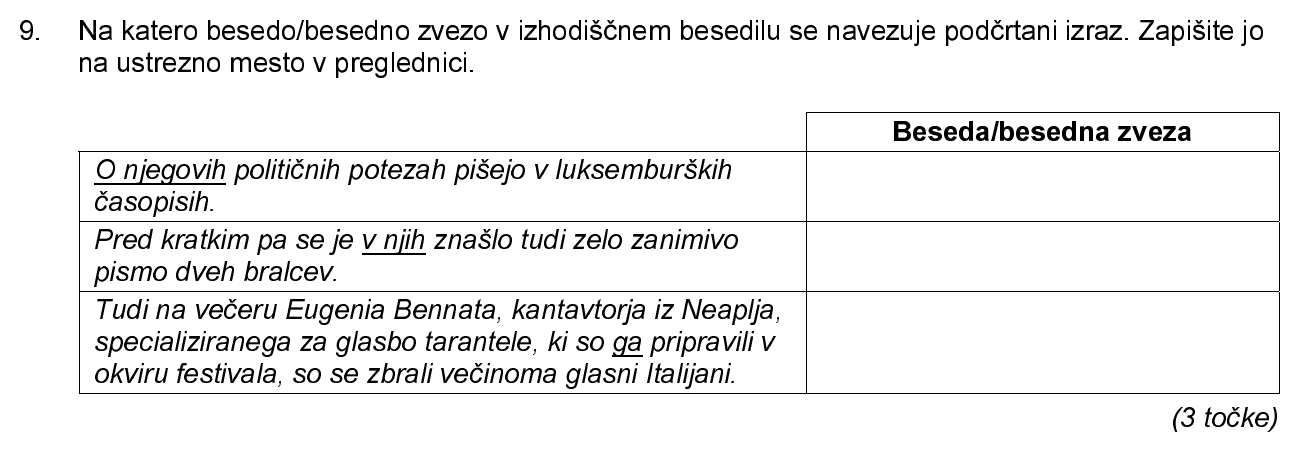 9. Na katero besedo/besedno zvezo v izhodiščnem besedilu se navezuje podčrtani izraz. Zapišite jo
na ustrezno mesto v preglednici.
Beseda/besedna zveza
O njegovih političnih potezah pišejo v luksemburških
časopisih.
Pred kratkim pa se je v njih znašlo tudi zelo zanimivo
pismo dveh bralcev.
Tudi na večeru Eugenia Bennata, kantavtorja iz Neaplja,
specializiranega za glasbo tarantele, ki so ga pripravili v
okviru festivala, so se zbrali večinoma glasni Italijani.
(3 točke)